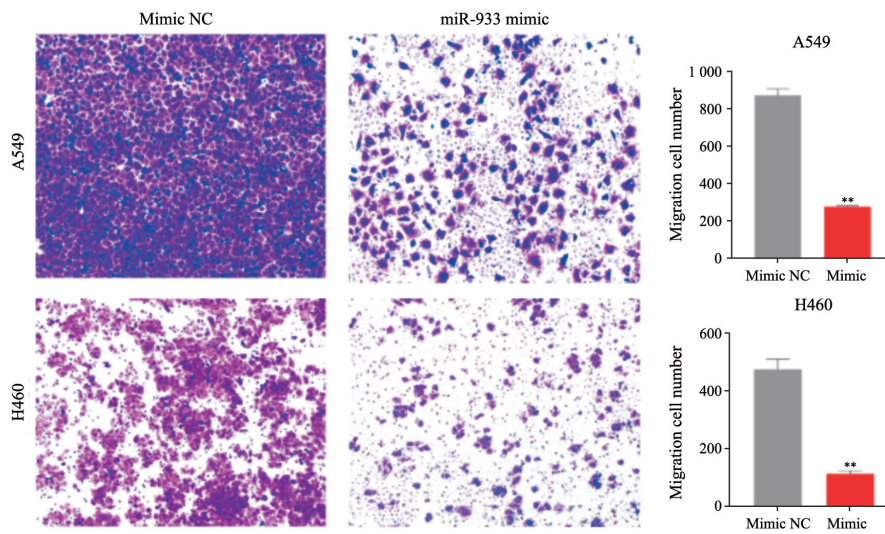 Mimic NC
miR-933 mimic
A549
H460
A549
Migration cell number
1 000
800
600
400
200
0
**
Mimic NC
Mimic
H460
Migration cell number
600
400
200
0
**
Mimic NC
Mimic